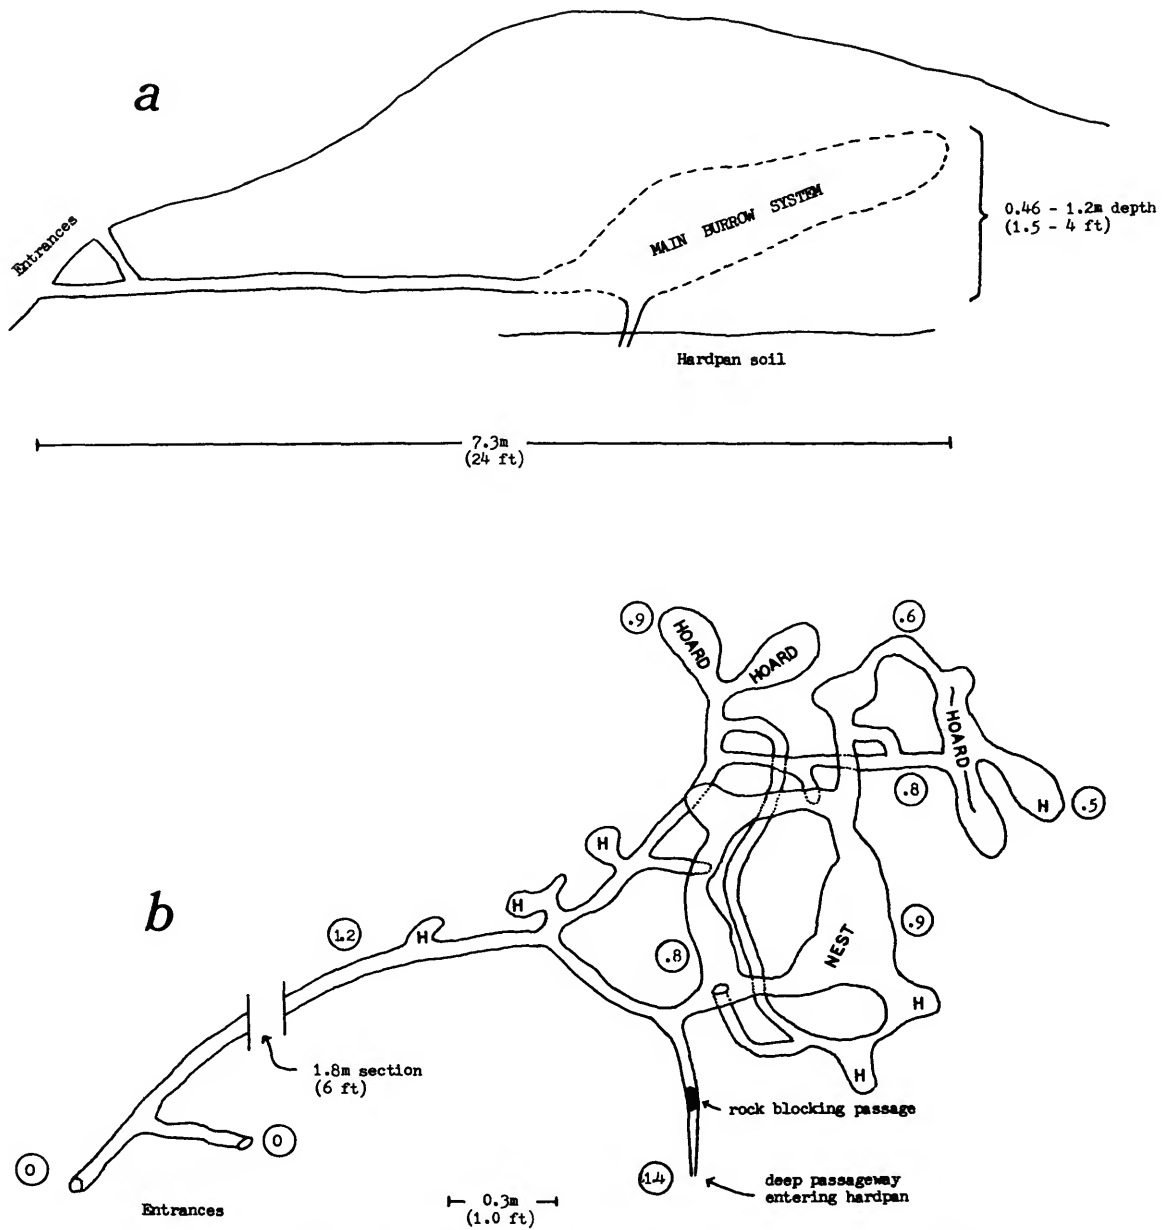 a
Entrances
MAIN BURROW SYSTEM
0.46 - 1.2m depth
(1.5 - 4 ft)
Hardpan soil
7.3m
(24 ft)
b
.9
HOARD
HOARD
.6
HOARD
.8
H
.5
H
H
1.2
H
.8
NEST
.9
H
H
1.8m section
(6 ft)
rock blocking passage
0
0
1.4
deep passageway
entering hardpan
Entrances
0.3m
(1.0 ft)